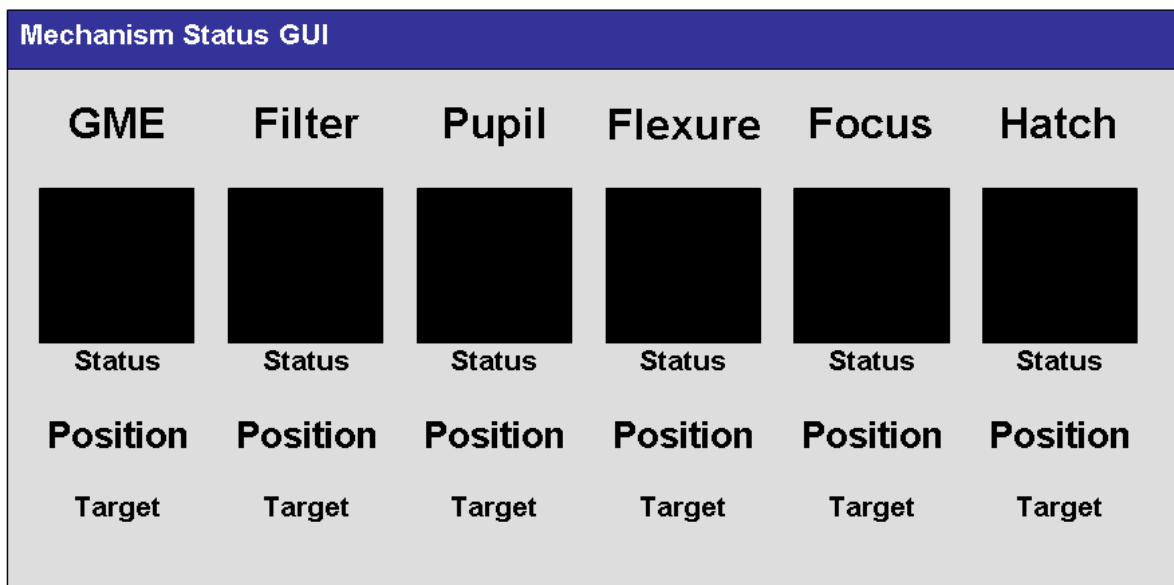 Mechanism Status GUI
GME Filter Pupil Flexure Focus Hatch
Status Status Status Status Status Status
Position Position Position Position Position Position
Target Target Target Target Target Target